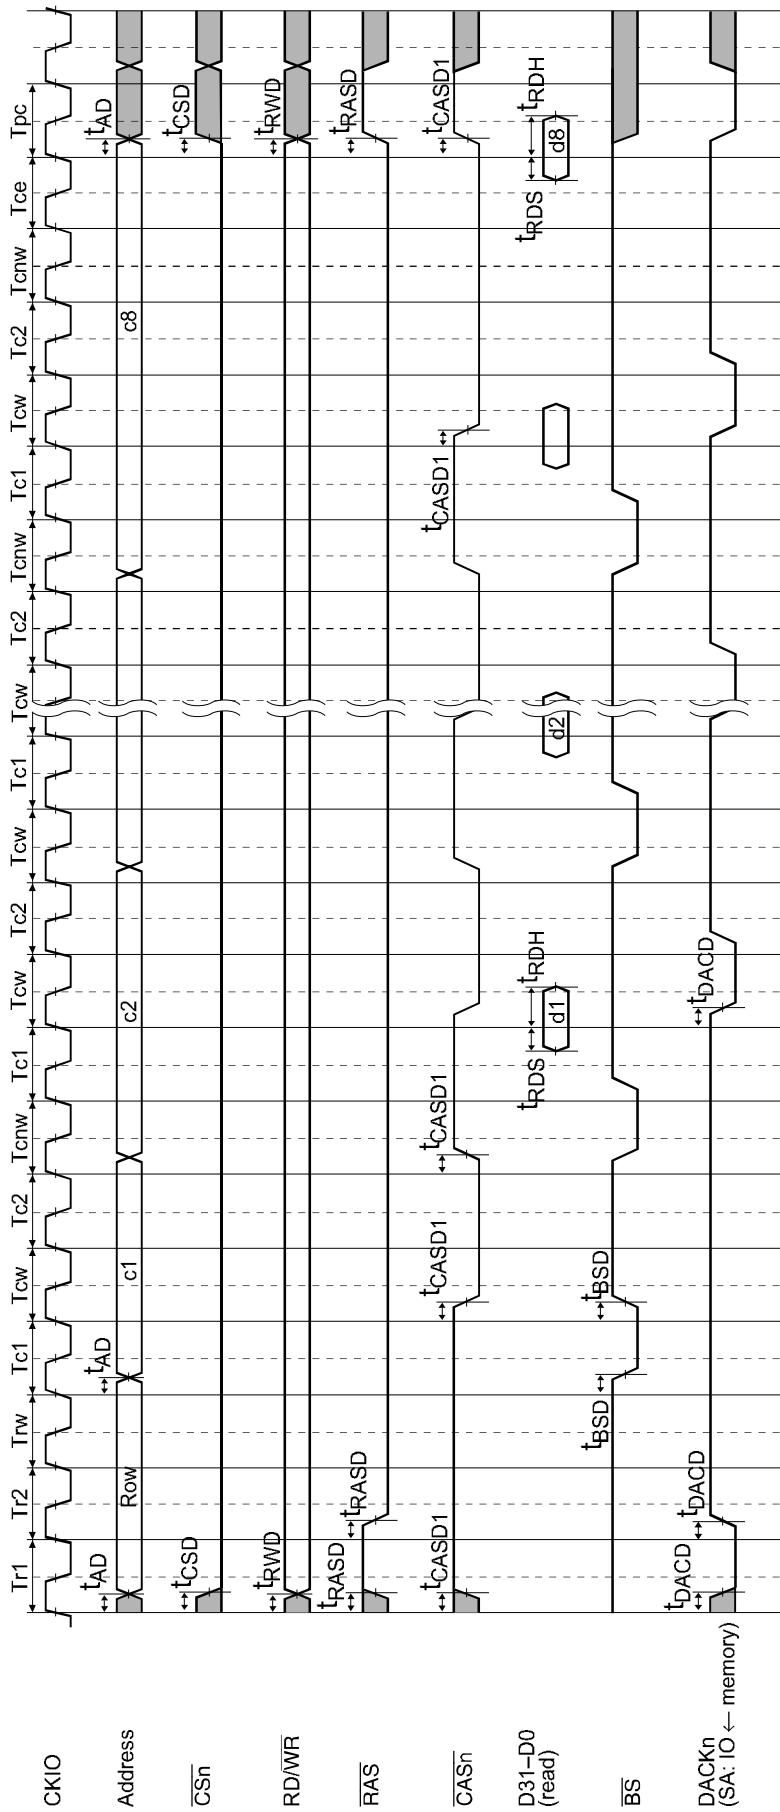 Tr1 Tr2 Trw Tc1 Tcw Tc2 Tcnw Tc1 Tcw Tc2 Tcw Tc1 Tcw Tc2 Tcnw Tc1 Tcw Tc2 Tcnw Tce Tpc
CKIO
tAD tAD tAD
Address Row c1 c2 c8
tCSD tCSD
CSn
tRWD tRWD
RD/WR
tRASD tRASD tRASD
RAS
tCASD1 tCASD1 tCASD1 tCASD1 tCASD1
CASn
tRDS tRDH tRDS tRDH
D31–D0
(read)
d1 d2 d8
tBSD tBSD
BS
tDACD tDACD tDACD
DACKn
(SA: IO ← memory)